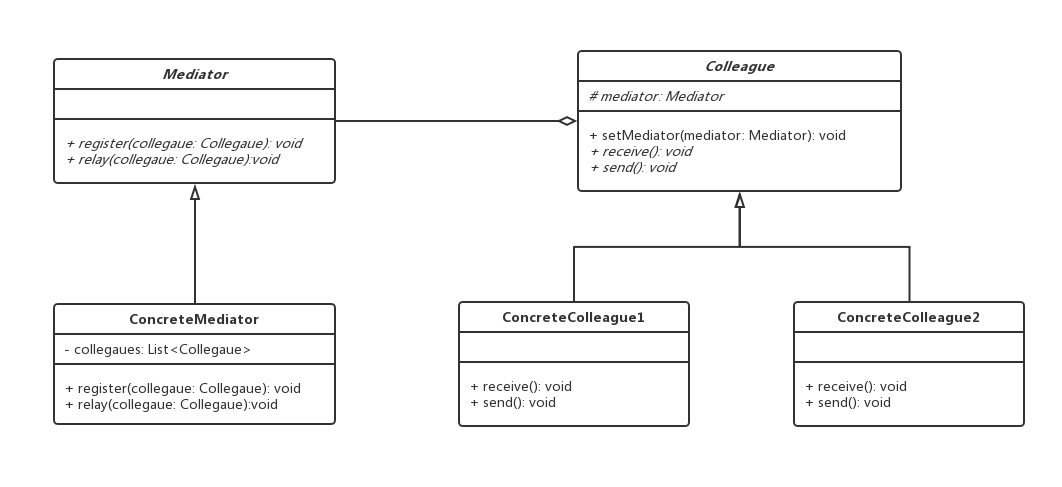 Mediator
+ register(collegaue: Collegaue): void
+ relay(collegaue: Collegaue):void
Colleague
# mediator: Mediator
+ setMediator(mediator: Mediator): void
+ receive(): void
+ send(): void
ConcreteMediator
- collegaues: List<Collegaue>
+ register(collegaue: Collegaue): void
+ relay(collegaue: Collegaue):void
ConcreteColleague1
+ receive(): void
+ send(): void
ConcreteColleague2
+ receive(): void
+ send(): void